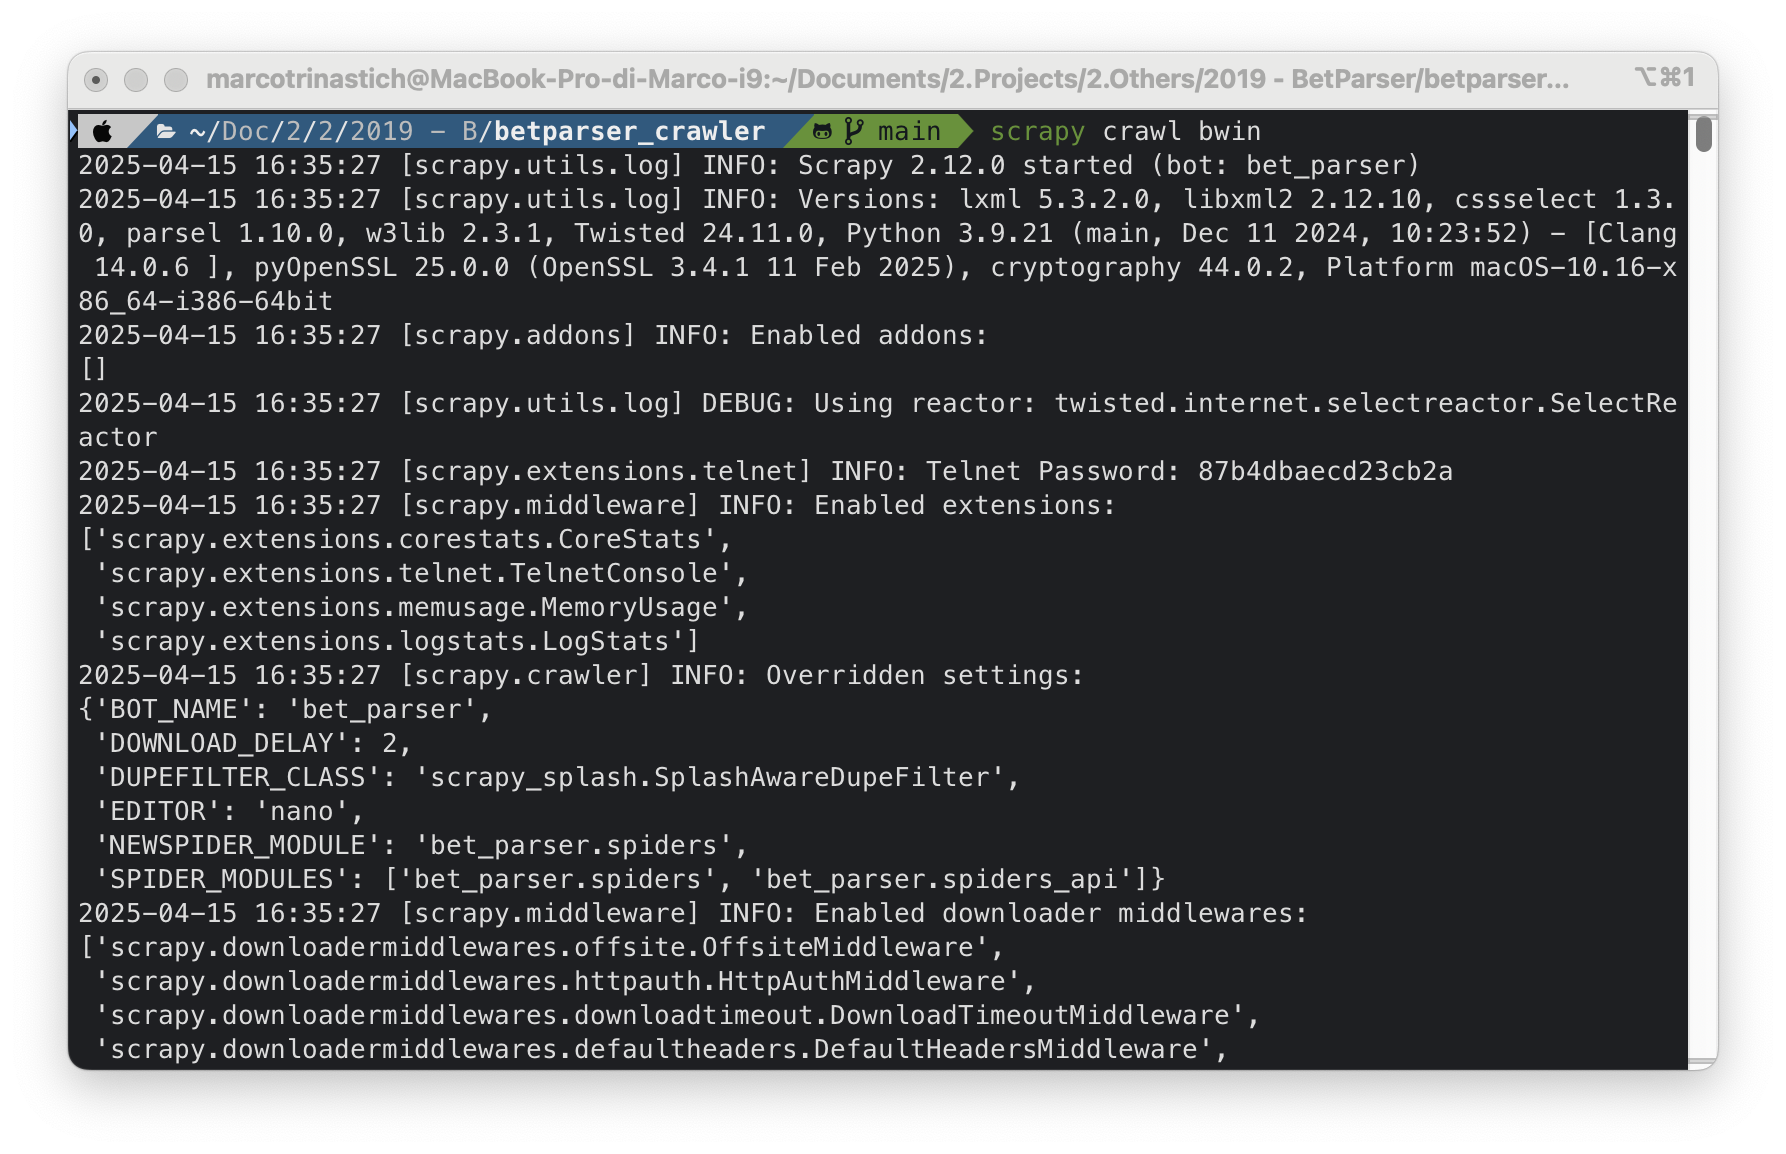 marcotrinastich@MacBook-Pro-di-Marco-i9:~/Documents/2.Projects/2.Others/2019 - BetParser/betparser... ⌥⌘1
~/Doc/2/2/2019 - B/betparser_crawler main scrapy crawl bwin
2025-04-15 16:35:27 [scrapy.utils.log] INFO: Scrapy 2.12.0 started (bot: bet_parser)
2025-04-15 16:35:27 [scrapy.utils.log] INFO: Versions: lxml 5.3.2.0, libxml2 2.12.10, cssselect 1.3.
0, parsel 1.10.0, w3lib 2.3.1, Twisted 24.11.0, Python 3.9.21 (main, Dec 11 2024, 10:23:52) - [Clang
 14.0.6 ], pyOpenSSL 25.0.0 (OpenSSL 3.4.1 11 Feb 2025), cryptography 44.0.2, Platform macOS-10.16-x
86_64-i386-64bit
2025-04-15 16:35:27 [scrapy.addons] INFO: Enabled addons:
[]
2025-04-15 16:35:27 [scrapy.utils.log] DEBUG: Using reactor: twisted.internet.selectreactor.SelectRe
actor
2025-04-15 16:35:27 [scrapy.extensions.telnet] INFO: Telnet Password: 87b4dbaecd23cb2a
2025-04-15 16:35:27 [scrapy.middleware] INFO: Enabled extensions:
['scrapy.extensions.corestats.CoreStats',
 'scrapy.extensions.telnet.TelnetConsole',
 'scrapy.extensions.memusage.MemoryUsage',
 'scrapy.extensions.logstats.LogStats']
2025-04-15 16:35:27 [scrapy.crawler] INFO: Overridden settings:
{'BOT_NAME': 'bet_parser',
 'DOWNLOAD_DELAY': 2,
 'DUPEFILTER_CLASS': 'scrapy_splash.SplashAwareDupeFilter',
 'EDITOR': 'nano',
 'NEWSPIDER_MODULE': 'bet_parser.spiders',
 'SPIDER_MODULES': ['bet_parser.spiders', 'bet_parser.spiders_api']}
2025-04-15 16:35:27 [scrapy.middleware] INFO: Enabled downloader middlewares:
['scrapy.downloadermiddlewares.offsite.OffsiteMiddleware',
 'scrapy.downloadermiddlewares.httpauth.HttpAuthMiddleware',
 'scrapy.downloadermiddlewares.downloadtimeout.DownloadTimeoutMiddleware',
 'scrapy.downloadermiddlewares.defaultheaders.DefaultHeadersMiddleware',